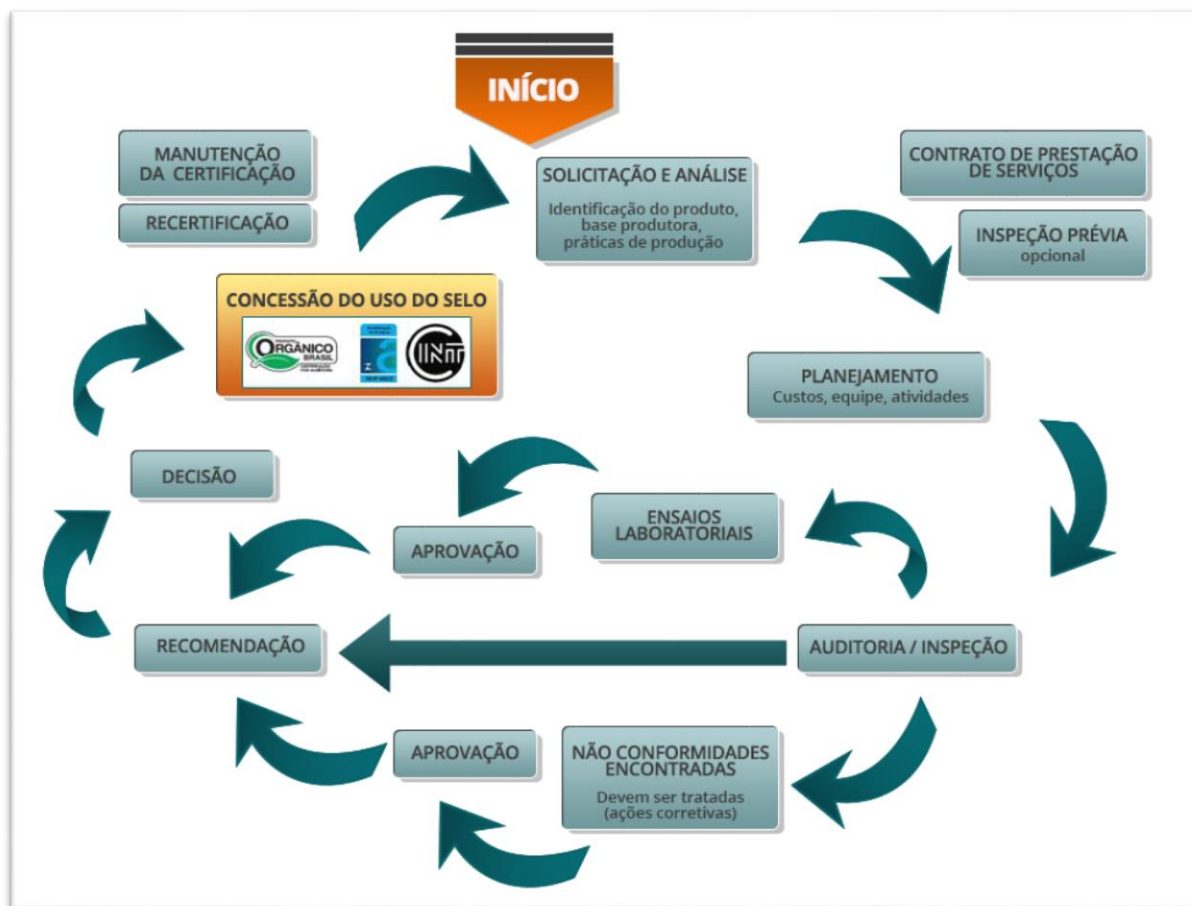 INÍCIO
SOLICITAÇÃO E ANÁLISE
Identificação do produto,
base produtora,
práticas de produção
CONTRATO DE PRESTAÇÃO
DE SERVIÇOS
INSPEÇÃO PRÉVIA
opcional
PLANEJAMENTO
Custos, equipe, atividades
AUDITORIA / INSPEÇÃO
ENSAIOS
LABORATORIAIS
APROVAÇÃO
NÃO CONFORMIDADES
ENCONTRADAS
Devem ser tratadas
(ações corretivas)
APROVAÇÃO
RECOMENDAÇÃO
DECISÃO
CONCESSÃO DO USO DO SELO
ORGÂNICO
BRASIL
INT
MANUTENÇÃO
DA CERTIFICAÇÃO
RECERTIFICAÇÃO